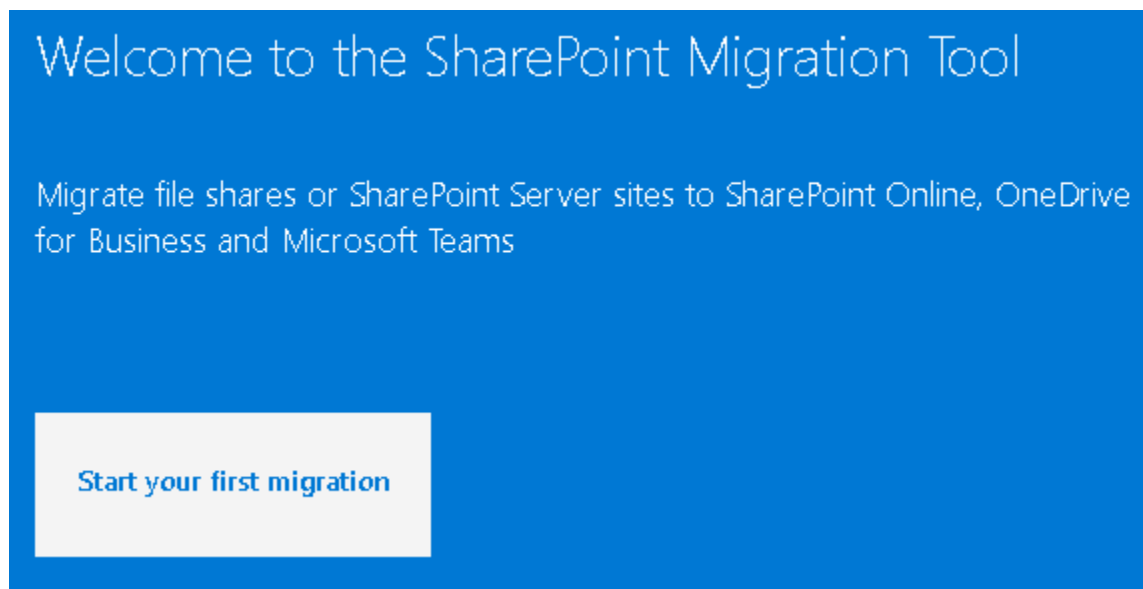 Welcome to the SharePoint Migration Tool
Migrate file shares or SharePoint Server sites to SharePoint Online, OneDrive
for Business and Microsoft Teams
Start your first migration